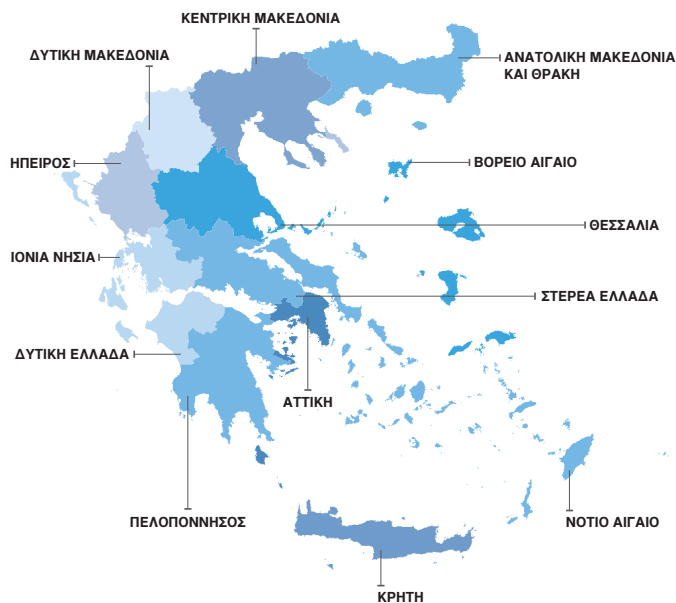 ΚΕΝΤΡΙΚΗ ΜΑΚΕΔΟΝΙΑ
ΔΥΤΙΚΗ ΜΑΚΕΔΟΝΙΑ
ΑΝΑΤΟΛΙΚΗ ΜΑΚΕΔΟΝΙΑ
ΚΑΙ ΘΡΑΚΗ
ΗΠΕΙΡΟΣ
ΒΟΡΕΙΟ ΑΙΓΑΙΟ
ΘΕΣΣΑΛΙΑ
ΙΟΝΙΑ ΝΗΣΙΑ
ΣΤΕΡΕΑ ΕΛΛΑΔΑ
ΔΥΤΙΚΗ ΕΛΛΑΔΑ
ΑΤΤΙΚΗ
ΠΕΛΟΠΟΝΝΗΣΟΣ
ΝΟΤΙΟ ΑΙΓΑΙΟ
ΚΡΗΤΗ